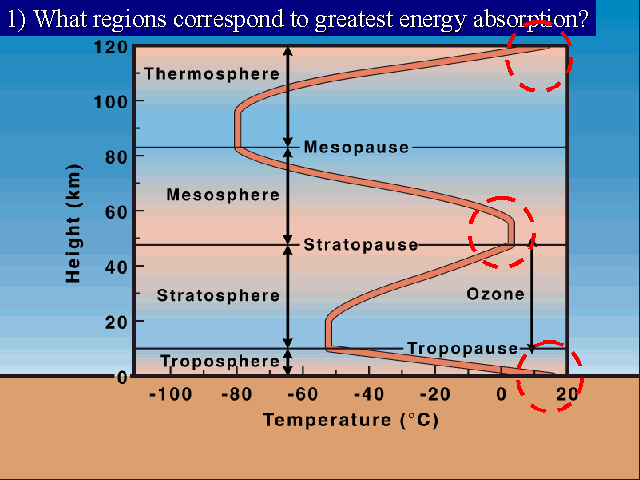 1) What regions correspond to greatest energy absorption?
120
Thermosphere
100
Mesopause
80
Mesosphere
60
Stratopause
40
Stratosphere
Ozone
20
Tropopause
Troposphere
0
Height (km)
-100 -80 -60 -40 -20 0 20
Temperature (°C)